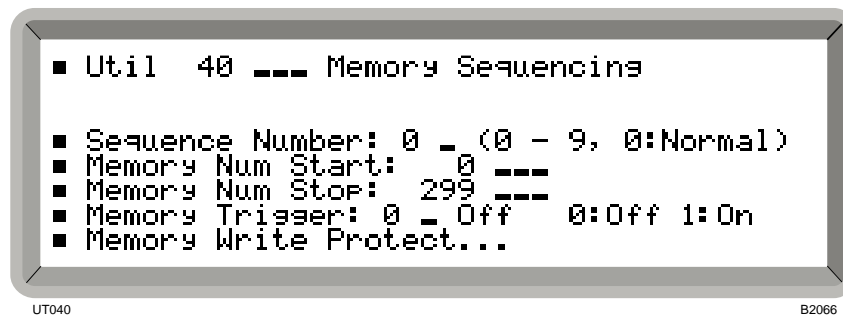 ■ Util 40 ___ Memory Sequencing
■ Sequence Number: 0 _ (0 - 9, 0:Normal)
■ Memory Num Start: 0 ___
■ Memory Num Stop: 299 ___
■ Memory Trigger: 0 _ Off 0:Off 1:On
■ Memory Write Protect...
UT040 B2066